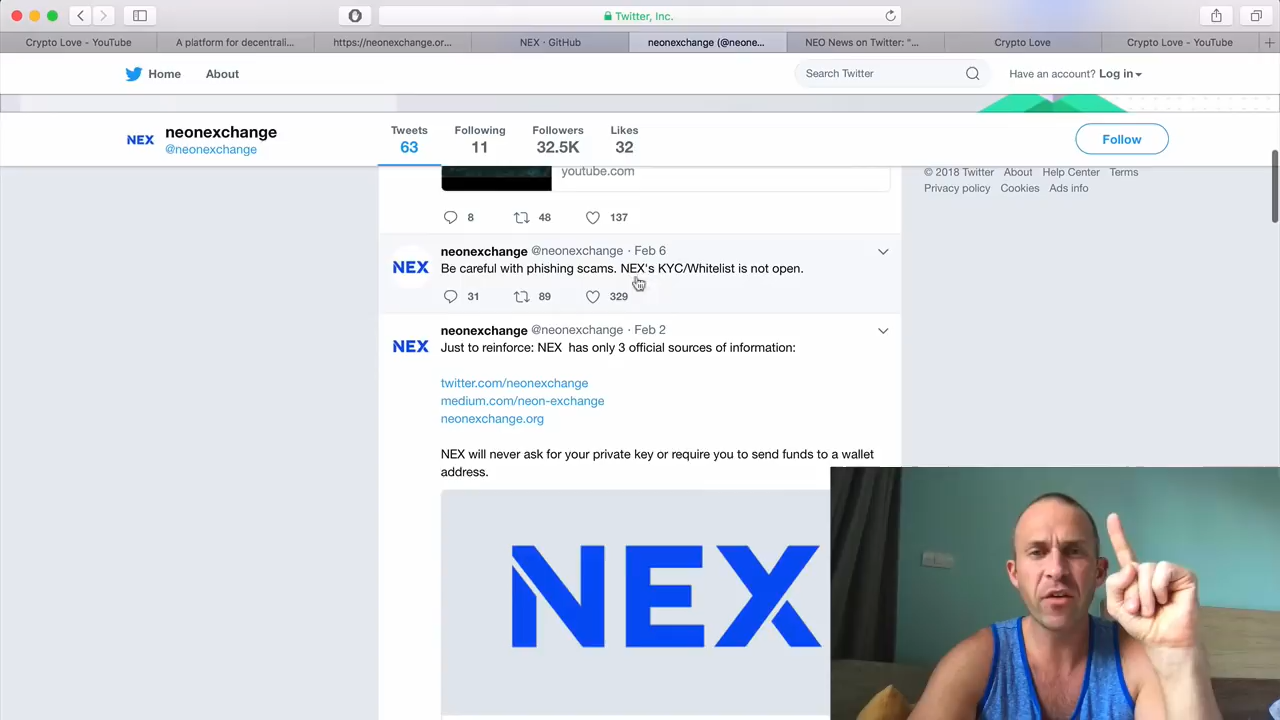 Twitter, Inc.
Crypto Love - YouTube
A platform for decentrali...
https://neonexchange.or...
NEX · GitHub
neonexchange (@neone...
NEO News on Twitter: "...
Crypto Love
Crypto Love - YouTube
Home
About
Search Twitter
Have an account? Log in
NEX
neonexchange
@neonexchange
Tweets
63
Following
11
Followers
32.5K
Likes
32
Follow
youtube.com
© 2018 Twitter About Help Center Terms
Privacy policy Cookies Ads info
8 48 137
NEX
neonexchange @neonexchange · Feb 6
Be careful with phishing scams. NEX's KYC/Whitelist is not open.
31 89 329
NEX
neonexchange @neonexchange · Feb 2
Just to reinforce: NEX has only 3 official sources of information:
twitter.com/neonexchange
medium.com/neon-exchange
neonexchange.org
NEX will never ask for your private key or require you to send funds to a wallet
address.
NEX